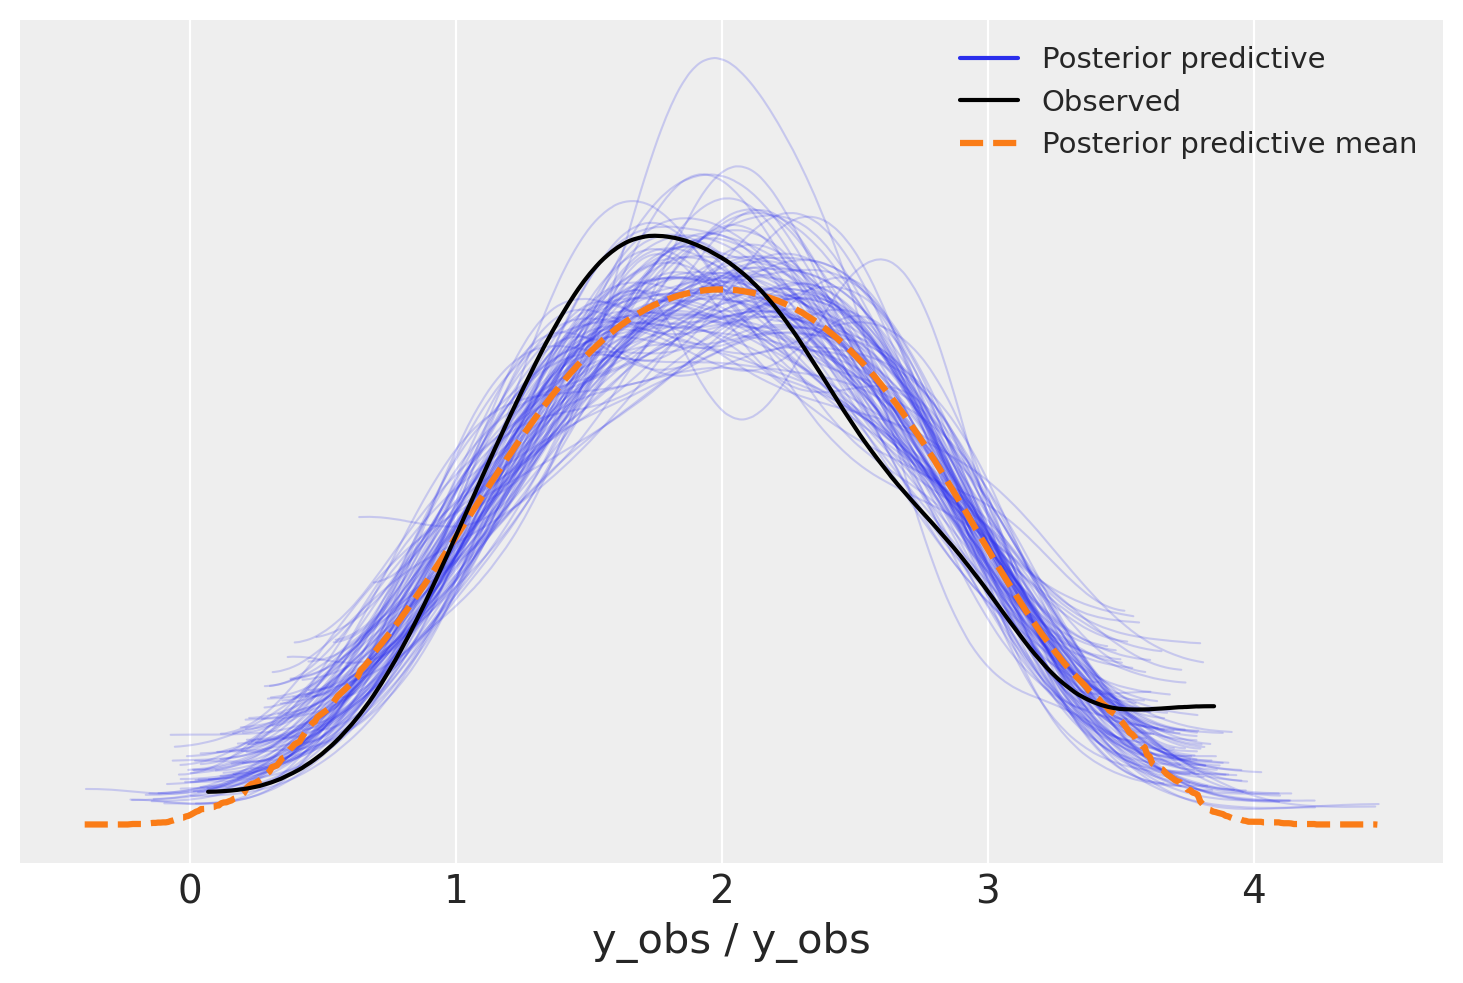 Posterior predictive
Observed
Posterior predictive mean
0 1 2 3 4
y_obs / y_obs